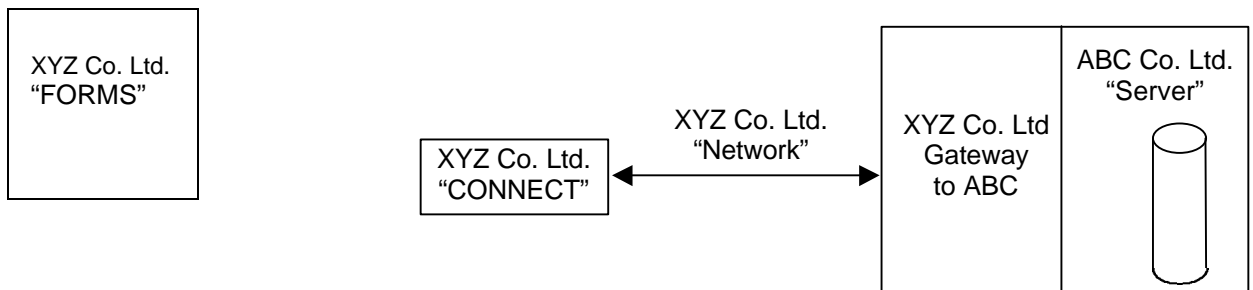 XYZ Co. Ltd.
“FORMS”
XYZ Co. Ltd.
“CONNECT”
XYZ Co. Ltd.
“Network”
XYZ Co. Ltd
Gateway
to ABC
ABC Co. Ltd.
“Server”